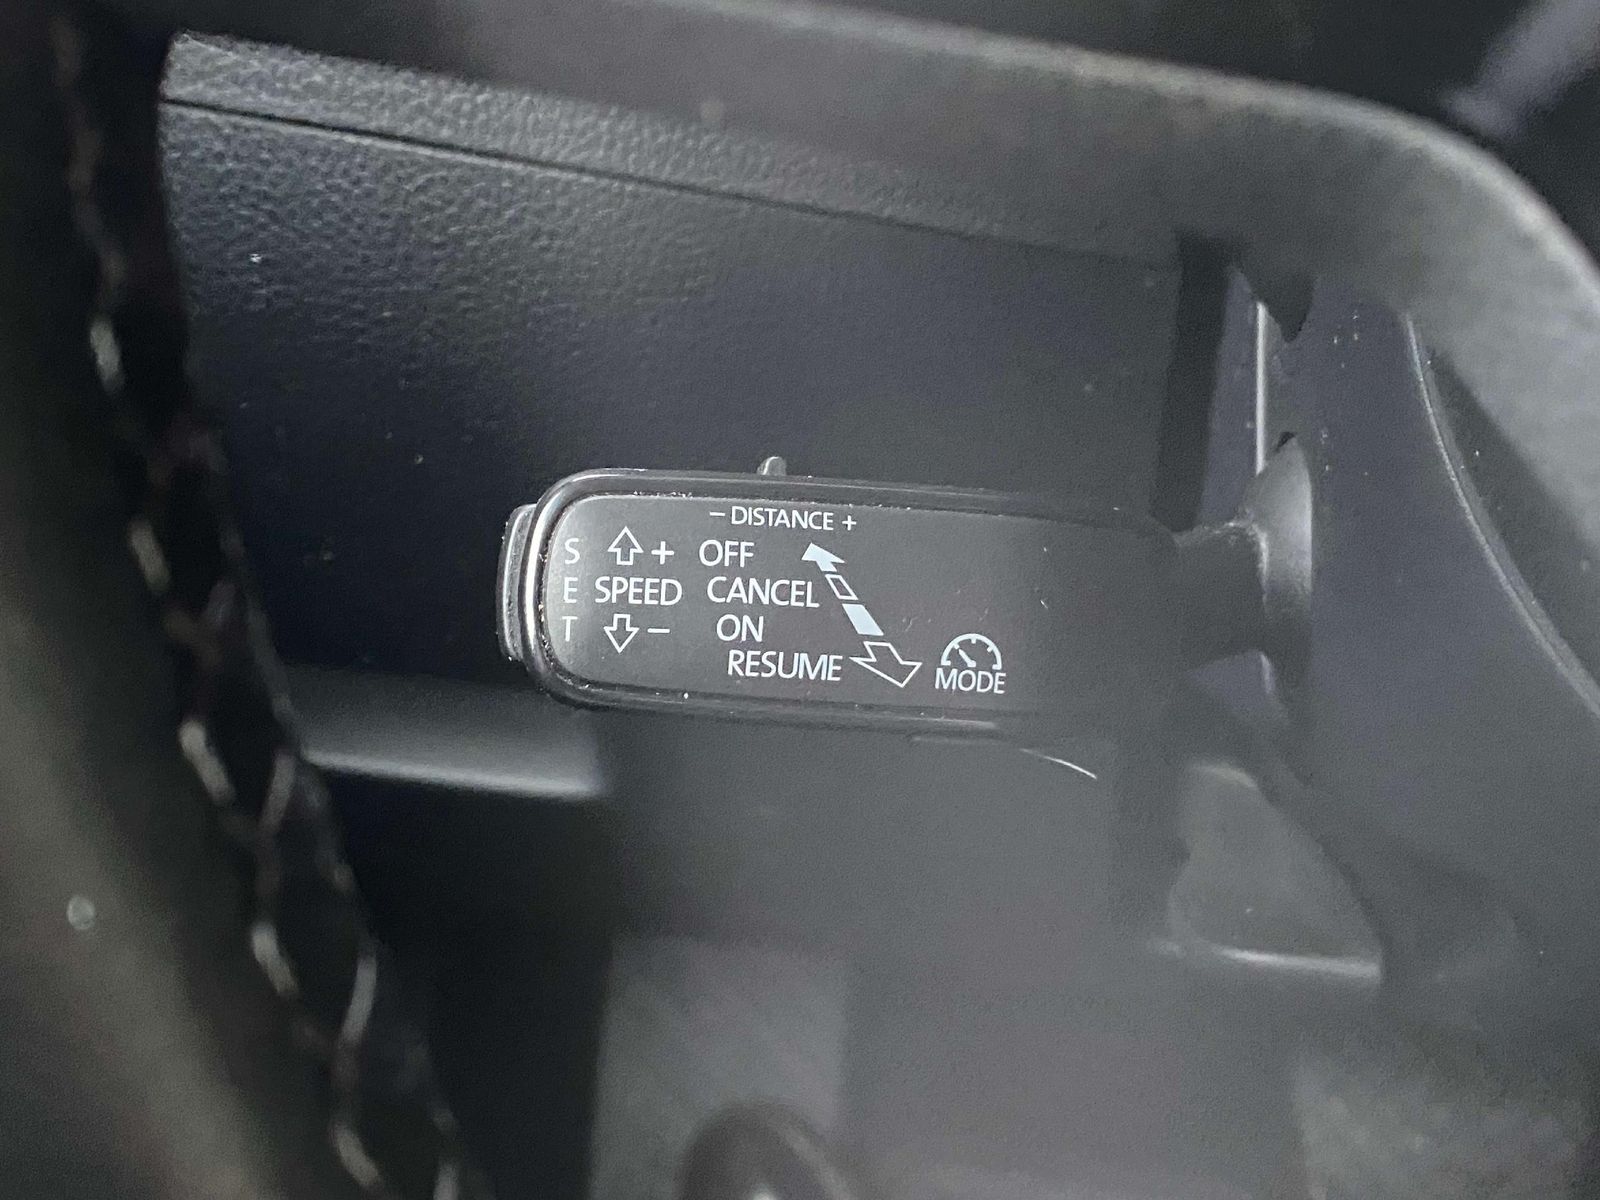 − DISTANCE +
S + OFF
E SPEED CANCEL
T − ON
RESUME
MODE